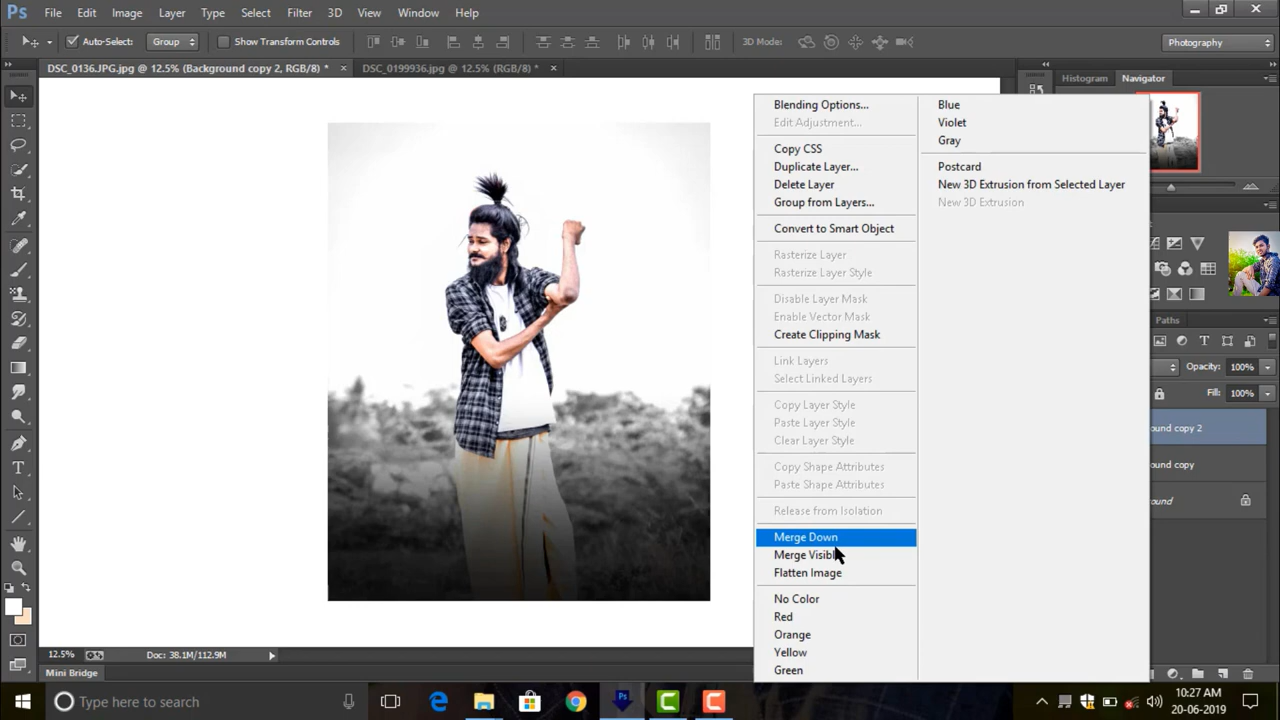 Ps File Edit Image Layer Type Select Filter 3D View Window Help
Auto-Select: Group Show Transform Controls 3D Mode: Photography
DSC_0136.JPG.jpg @ 12.5% (Background copy 2, RGB/8) * × DSC_0199936.jpg @ 12.5% (RGB/8) * × Histogram Navigator
Blending Options...
Edit Adjustment...
Copy CSS
Duplicate Layer...
Delete Layer
Group from Layers...
Convert to Smart Object
Rasterize Layer
Rasterize Layer Style
Disable Layer Mask
Enable Vector Mask
Create Clipping Mask
Link Layers
Select Linked Layers
Copy Layer Style
Paste Layer Style
Clear Layer Style
Copy Shape Attributes
Paste Shape Attributes
Release from Isolation
Merge Down
Merge Visible
Flatten Image
No Color
Red
Orange
Yellow
Green
Blue
Violet
Gray
Postcard
New 3D Extrusion from Selected Layer
New 3D Extrusion
Paths
Opacity: 100%
Fill: 100%
ound copy 2
ound copy
ound
12.5% Doc: 38.1M/112.9M
Mini Bridge
Type here to search
Ps
10:27 AM
20-06-2019